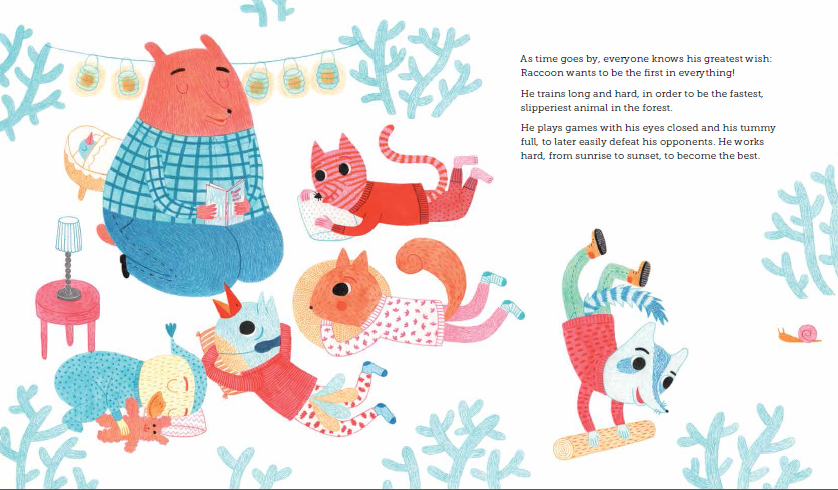 As time goes by, everyone knows his greatest wish:
Raccoon wants to be the first in everything!
He trains long and hard, in order to be the fastest,
slipperiest animal in the forest.
He plays games with his eyes closed and his tummy
full, to later easily defeat his opponents. He works
hard, from sunrise to sunset, to become the best.